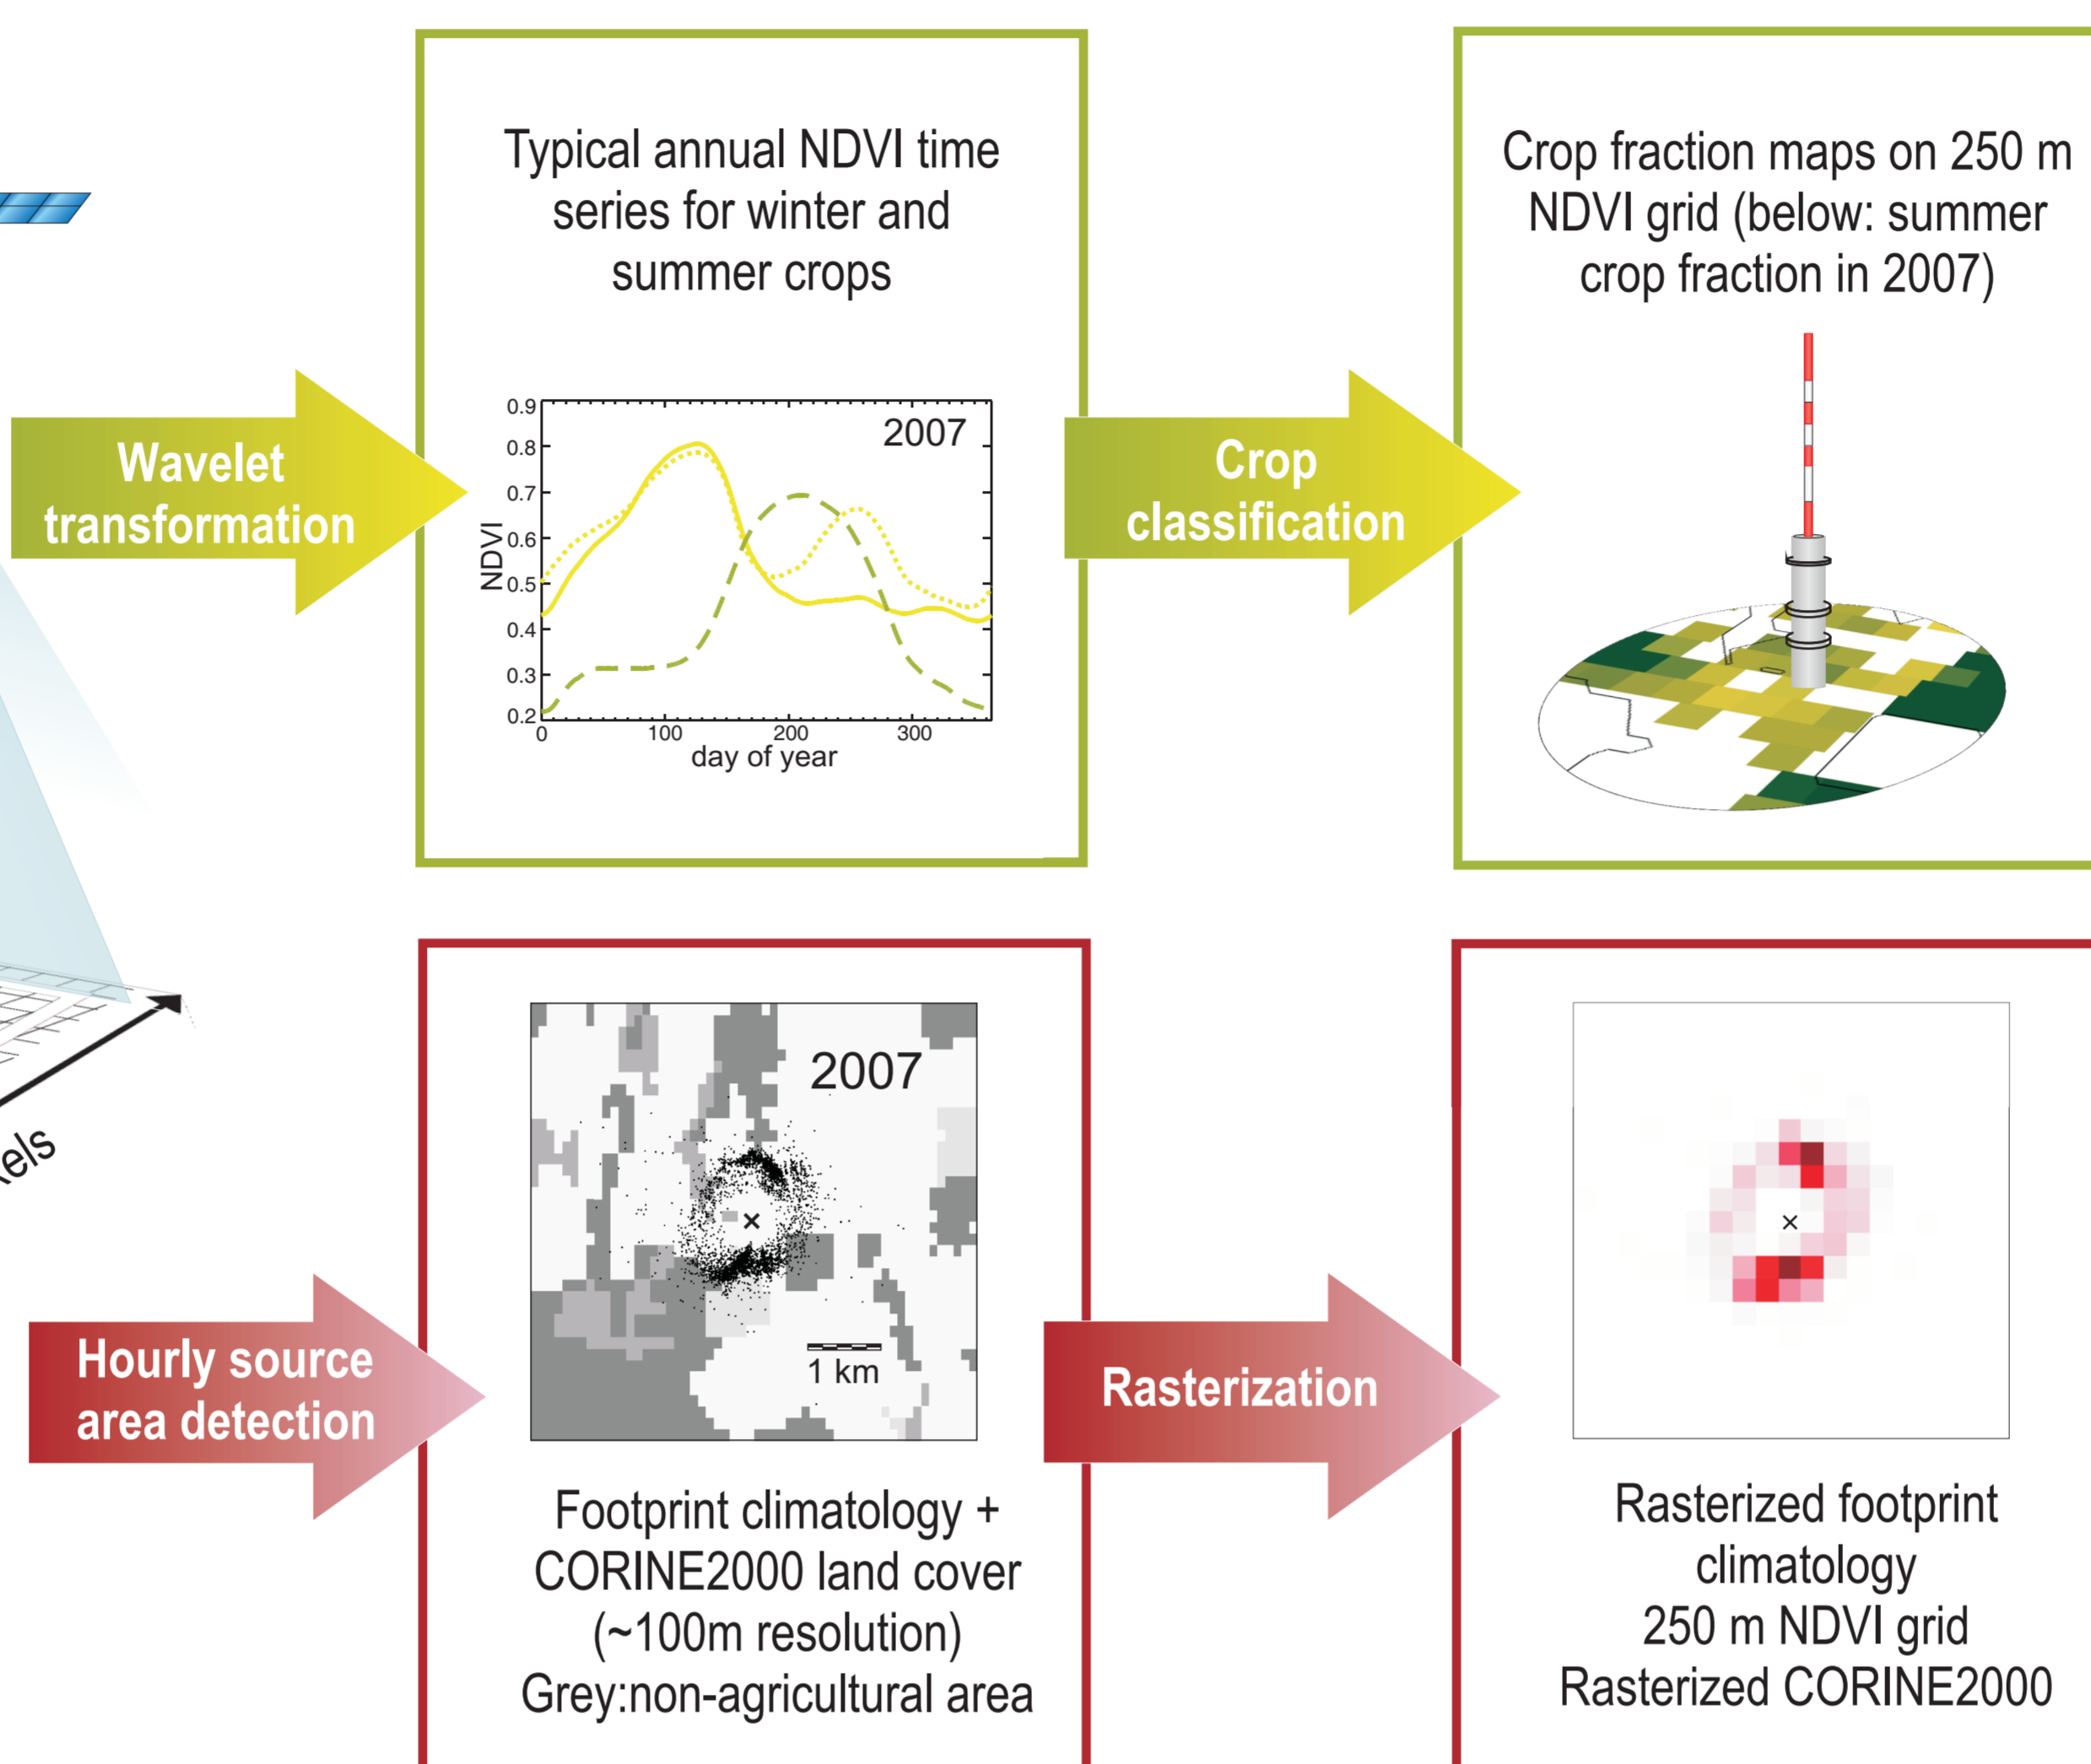 Typical annual NDVI time
series for winter and
summer crops
Crop fraction maps on 250 m
NDVI grid (below: summer
crop fraction in 2007)
Wavelet
transformation
Crop
classification
2007
NDVI
0.9
0.8
0.7
0.6
0.5
0.4
0.3
0.2
0 100 200 300
day of year
els
Hourly source
area detection
2007
1 km
Footprint climatology +
CORINE2000 land cover
(~100m resolution)
Grey:non-agricultural area
Rasterization
Rasterized footprint
climatology
250 m NDVI grid
Rasterized CORINE2000